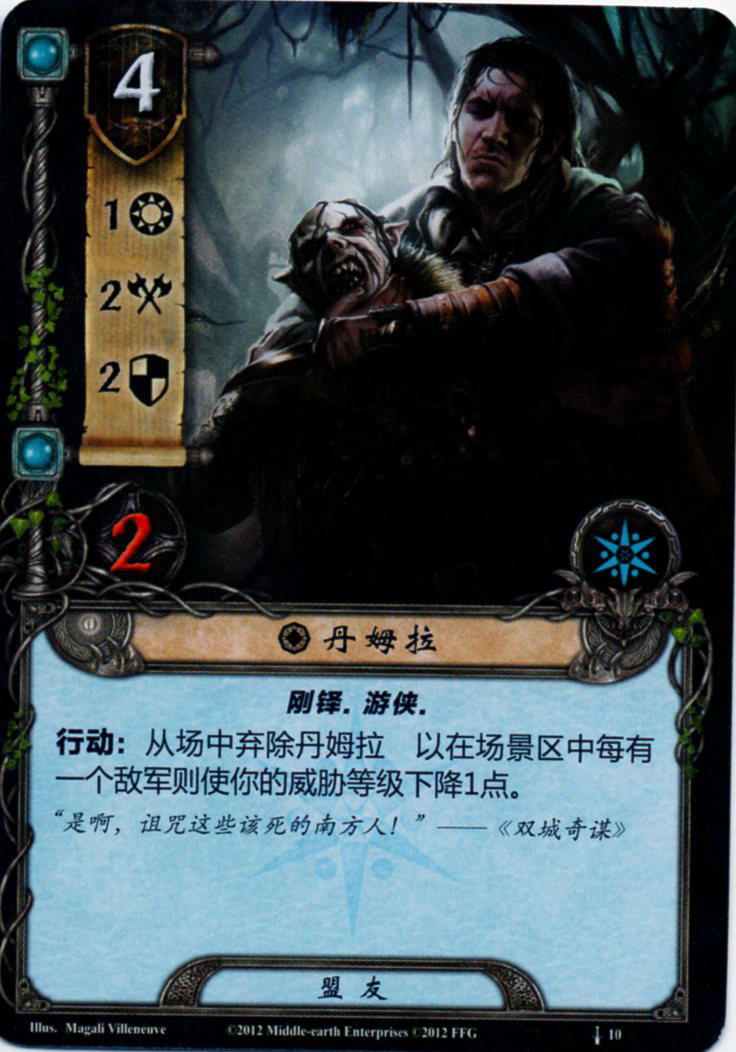 4
1
2
2
2
丹姆拉
刚铎. 游侠.
行动：从场中弃除丹姆拉 以在场景区中每有
一个敌军则使你的威胁等级下降1点。
“是啊，诅咒这些该死的南方人！”——《双城奇谋》
盟友
Illus. Magali Villeneuve ©2012 Middle-earth Enterprises ©2012 FFG 10